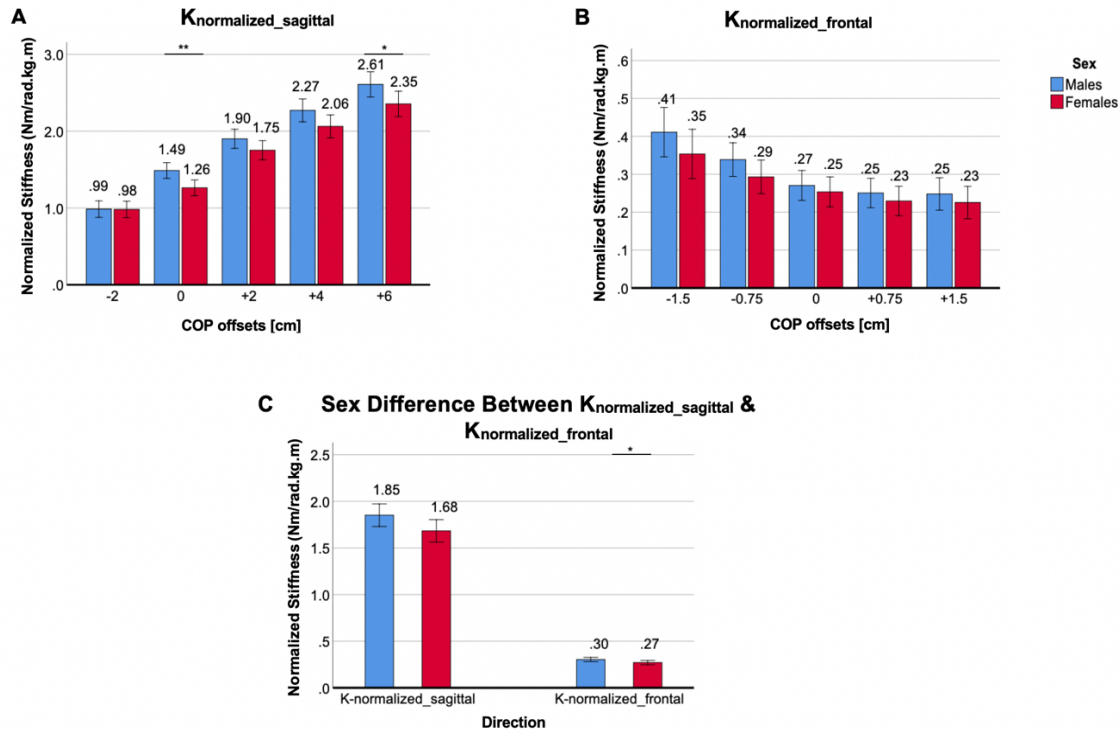 A
Knormalized_sagittal
Normalized Stiffness (Nm/rad.kg.m)
3.0
2.0
1.0
.0
**
*
.99 .98
1.49 1.26
1.90 1.75
2.27 2.06
2.61 2.35
-2 0 +2 +4 +6
COP offsets [cm]
B
Knormalized_frontal
Normalized Stiffness (Nm/rad.kg.m)
.6
.5
.4
.3
.2
.1
.0
.41 .35
.34 .29
.27 .25
.25 .23
.25 .23
-1.5 -0.75 0 +0.75 +1.5
COP offsets [cm]
Sex
Males
Females
C
Sex Difference Between Knormalized_sagittal &
Knormalized_frontal
Normalized Stiffness (Nm/rad.kg.m)
2.5
2.0
1.5
1.0
.5
.0
*
1.85 1.68
.30 .27
K-normalized_sagittal K-normalized_frontal
Direction